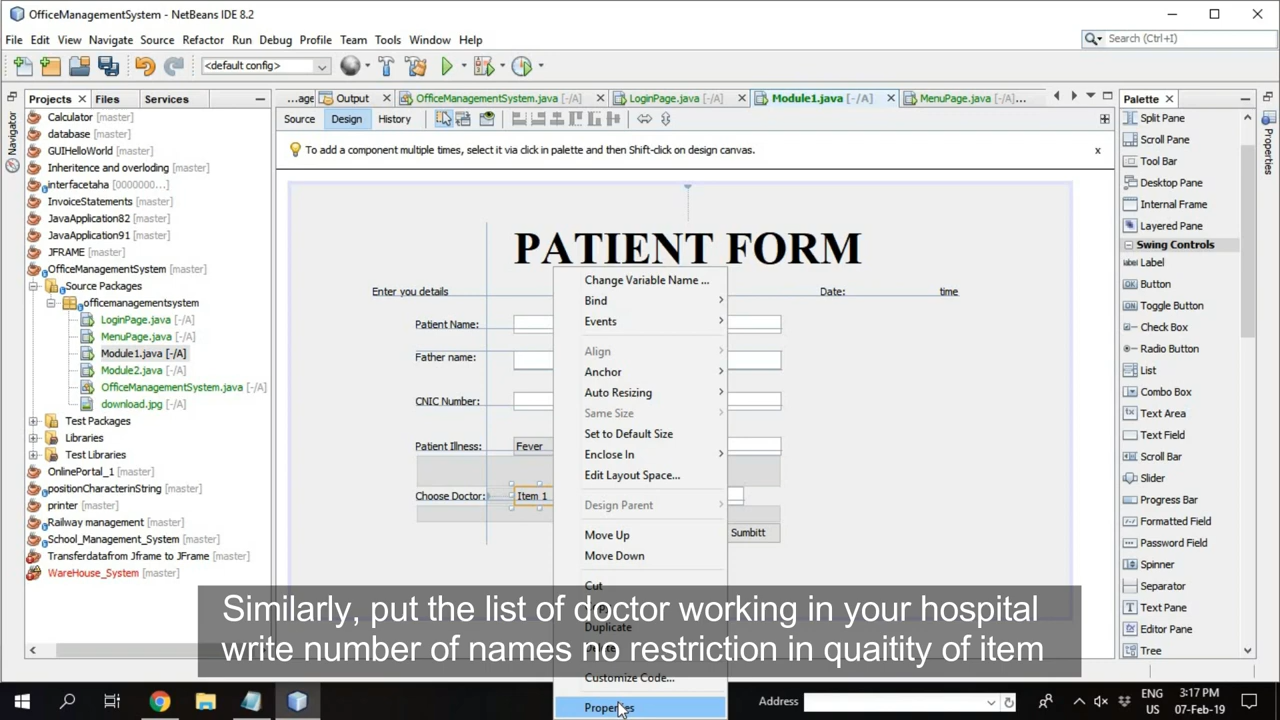 OfficeManagementSystem - NetBeans IDE 8.2
File Edit View Navigate Source Refactor Run Debug Profile Team Tools Window Help
Search (Ctrl+I)
<default config>
Projects Files Services
...age Output OfficeManagementSystem.java [-/A] LoginPage.java [-/A] Module1.java [-/A] MenuPage.java [-/A]...
Palette
Navigator
Properties
Source Design History
To add a component multiple times, select it via click in palette and then Shift-click on design canvas.
x
Calculator [master]
database [master]
GUIHelloWorld [master]
Inheritence and overloding [master]
interfacetaha [0000000...]
InvoiceStatements [master]
JavaApplication82 [master]
JavaApplication91 [master]
JFRAME [master]
OfficeManagementSystem [master]
Source Packages
officemanagementsystem
LoginPage.java [-/A]
MenuPage.java [-/A]
Module1.java [-/A]
Module2.java [-/A]
OfficeManagementSystem.java [-/A]
download.jpg [-/A]
Test Packages
Libraries
Test Libraries
OnlinePortal_1 [master]
positionCharacterinString [master]
printer [master]
Railway management [master]
School_Management_System [master]
Transferdatafrom Jframe to JFrame [master]
WareHouse_System [master]
PATIENT FORM
Enter you details
Date: time
Patient Name:
Father name:
CNIC Number:
Patient Illness: Fever
Choose Doctor: Item 1
Sumbitt
Change Variable Name ...
Bind
Events
Align
Anchor
Auto Resizing
Same Size
Set to Default Size
Enclose In
Edit Layout Space...
Design Parent
Move Up
Move Down
Cut
Duplicate
Customize Code...
Properties
Split Pane
Scroll Pane
Tool Bar
Desktop Pane
Internal Frame
Layered Pane
Swing Controls
label Label
Button
Toggle Button
Check Box
Radio Button
List
Combo Box
Text Area
Text Field
Scroll Bar
Slider
Progress Bar
Formatted Field
Password Field
Spinner
Separator
Text Pane
Editor Pane
Tree
Similarly, put the list of doctor working in your hospital
write number of names no restriction in quaitity of item
Address
ENG
US
3:17 PM
07-Feb-19